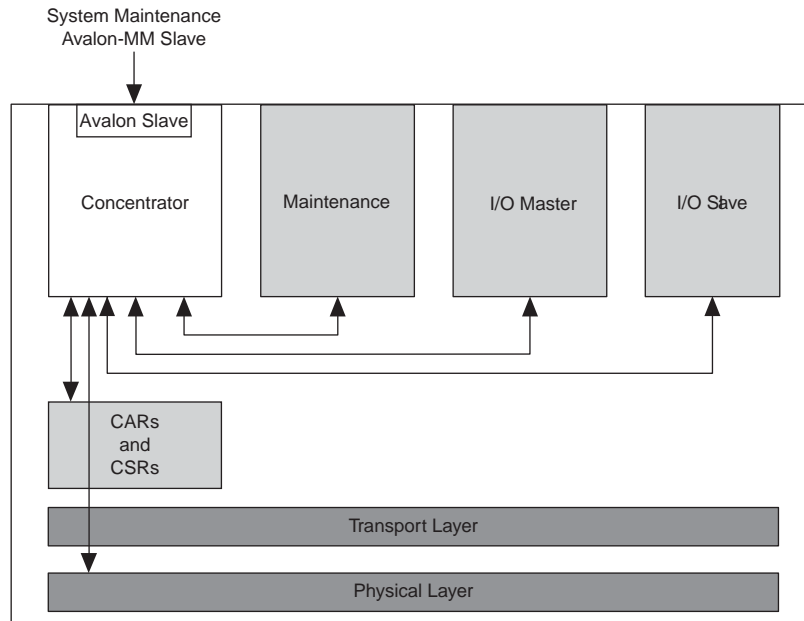 System Maintenance
Avalon-MM Slave
Avalon Slave
Concentrator
Maintenance
I/O Master
I/O Slave
CARs
and
CSRs
Transport Layer
Physical Layer